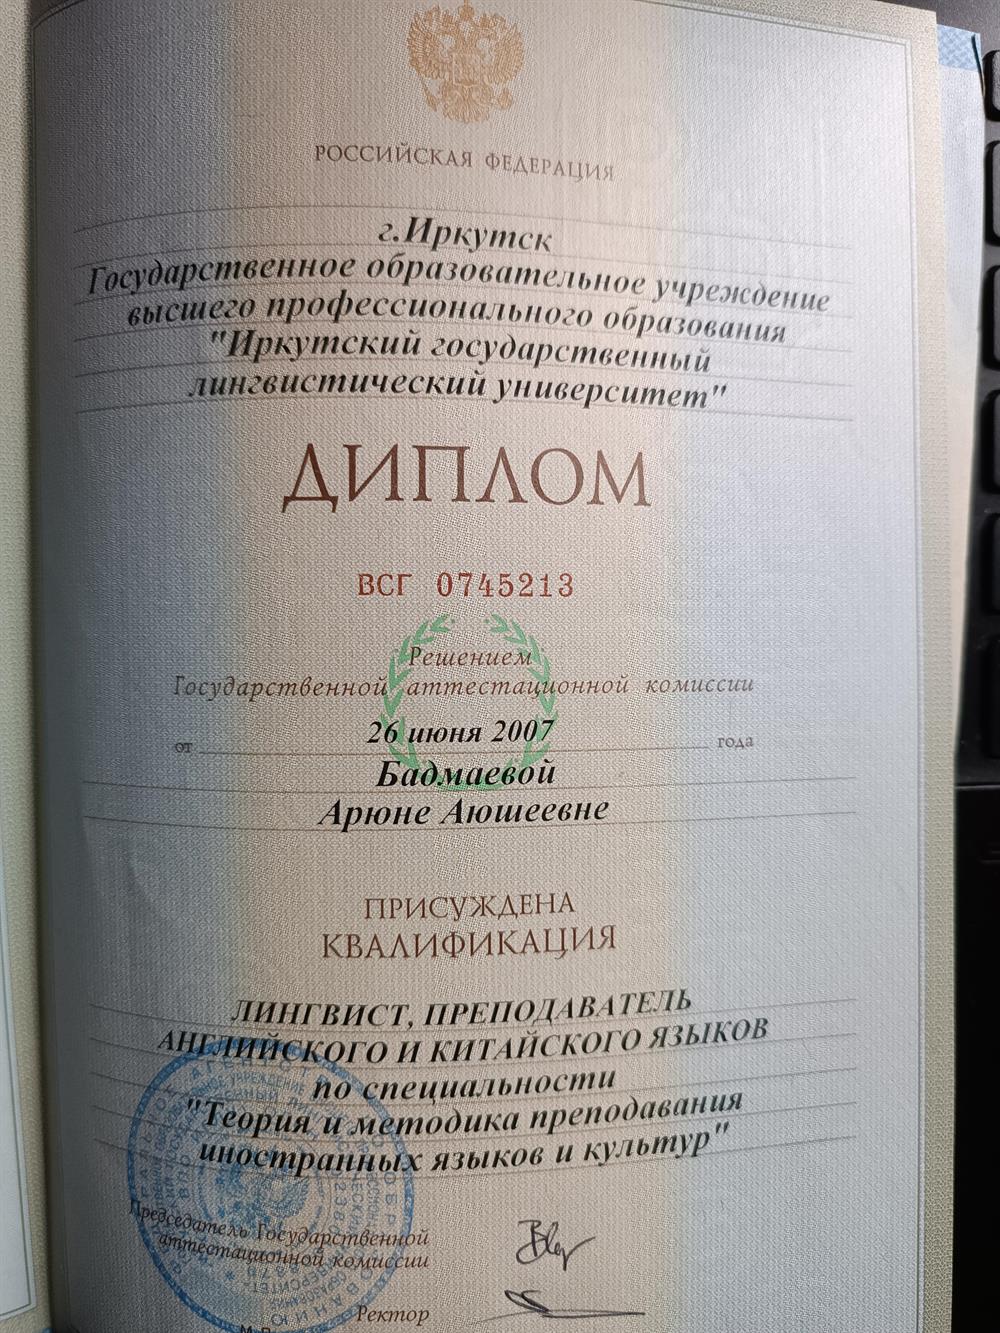 РОССИЙСКАЯ ФЕДЕРАЦИЯ
г.Иркутск
Государственное образовательное учреждение
высшего профессионального образования
"Иркутский государственный
лингвистический университет"
ДИПЛОМ
ВСГ 0745213
Решением
Государственной аттестационной комиссии
от 26 июня 2007 года
Бадмаевой
Арюне Аюшеевне
ПРИСУЖДЕНА
КВАЛИФИКАЦИЯ
ЛИНГВИСТ, ПРЕПОДАВАТЕЛЬ
АНГЛИЙСКОГО И КИТАЙСКОГО ЯЗЫКОВ
по специальности
"Теория и методика преподавания
иностранных языков и культур"
Председатель Государственной
аттестационной комиссии
Ректор